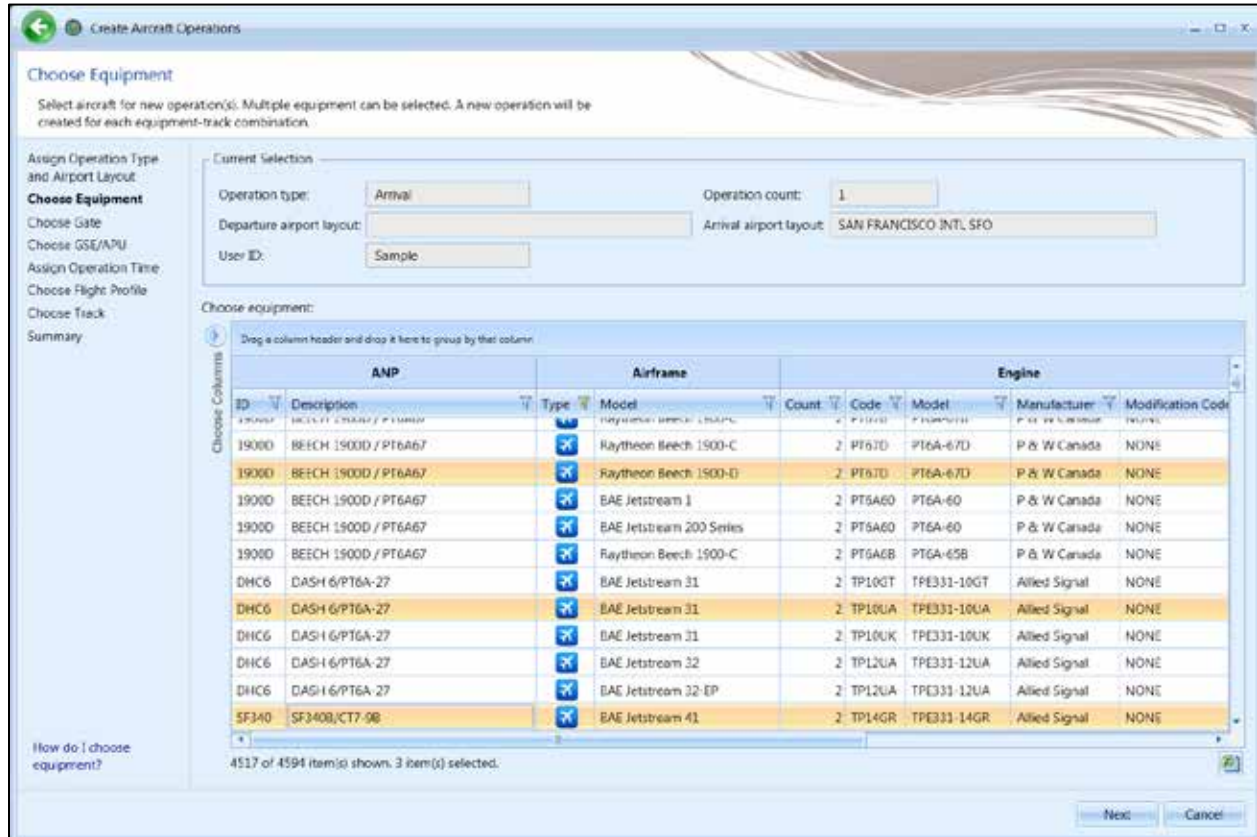 Create Aircraft Operations
Choose Equipment
Select aircraft for new operation(s). Multiple equipment can be selected. A new operation will be
created for each equipment-track combination.
Assign Operation Type
and Airport Layout
Choose Equipment
Choose Gate
Choose GSE/APU
Assign Operation Time
Choose Flight Profile
Choose Track
Summary
How do I choose
equipment?
Current Selection
Operation type: Arrival Operation count: 1
Departure airport layout: Arrival airport layout: SAN FRANCISCO INTL SFO
User ID: Sample
Choose equipment:
Choose Columns
Drag a column header and drop it here to group by that column
ANP Airframe Engine
ID Description Type Model Count Code Model Manufacturer Modification Code
1900D BEECH 1900D / PT6A67 Raytheon Beech 1900-C 2 PT67D PT6A-67D P & W Canada NONE
1900D BEECH 1900D / PT6A67 Raytheon Beech 1900-D 2 PT67D PT6A-67D P & W Canada NONE
1900D BEECH 1900D / PT6A67 BAE Jetstream 1 2 PT6A60 PT6A-60 P & W Canada NONE
1900D BEECH 1900D / PT6A67 BAE Jetstream 200 Series 2 PT6A60 PT6A-60 P & W Canada NONE
1900D BEECH 1900D / PT6A67 Raytheon Beech 1900-C 2 PT6A6B PT6A-65B P & W Canada NONE
DHC6 DASH 6/PT6A-27 BAE Jetstream 31 2 TP10GT TPE331-10GT Allied Signal NONE
DHC6 DASH 6/PT6A-27 BAE Jetstream 31 2 TP10UA TPE331-10UA Allied Signal NONE
DHC6 DASH 6/PT6A-27 BAE Jetstream 31 2 TP10UK TPE331-10UK Allied Signal NONE
DHC6 DASH 6/PT6A-27 BAE Jetstream 32 2 TP12UA TPE331-12UA Allied Signal NONE
DHC6 DASH 6/PT6A-27 BAE Jetstream 32-EP 2 TP12UA TPE331-12UA Allied Signal NONE
SF340 SF340B/CT7-9B BAE Jetstream 41 2 TP14GR TPE331-14GR Allied Signal NONE
4517 of 4594 item(s) shown. 3 item(s) selected.
Next Cancel